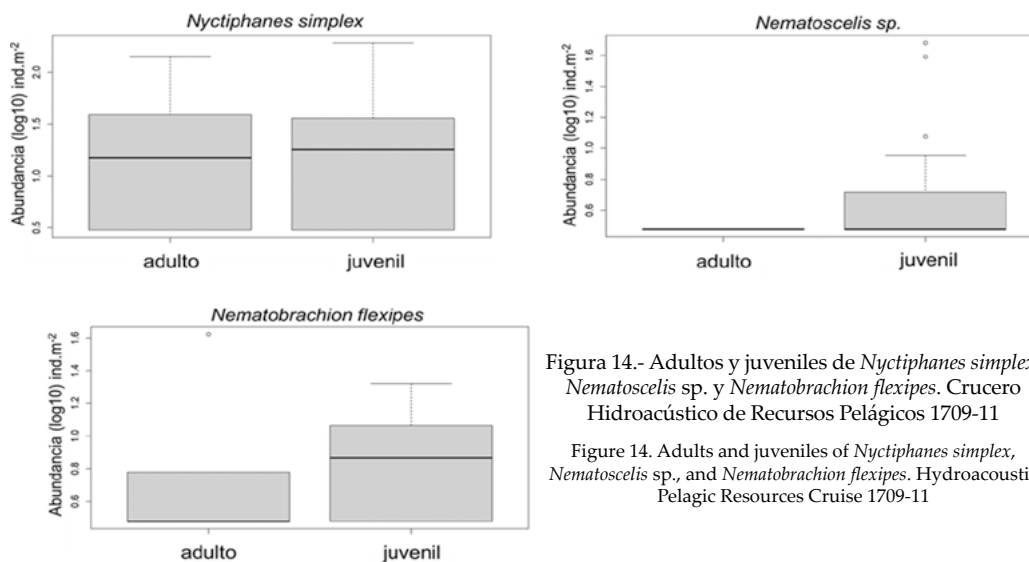 Nyctiphanes simplex
Abundancia (log10) ind.m-2
2.0
1.5
1.0
0.5
adulto juvenil
Nematoscelis sp.
Abundancia (log10) ind.m-2
1.6
1.4
1.2
1.0
0.8
0.6
adulto juvenil
Nematobrachion flexipes
Abundancia (log10) ind.m-2
1.6
1.4
1.2
1.0
0.8
0.6
adulto juvenil
Figura 14.- Adultos y juveniles de Nyctiphanes simplex
Nematoscelis sp. y Nematobrachion flexipes. Crucero
Hidroacústico de Recursos Pelágicos 1709-11
Figure 14. Adults and juveniles of Nyctiphanes simplex,
Nematoscelis sp., and Nematobrachion flexipes. Hydroacousti
Pelagic Resources Cruise 1709-11